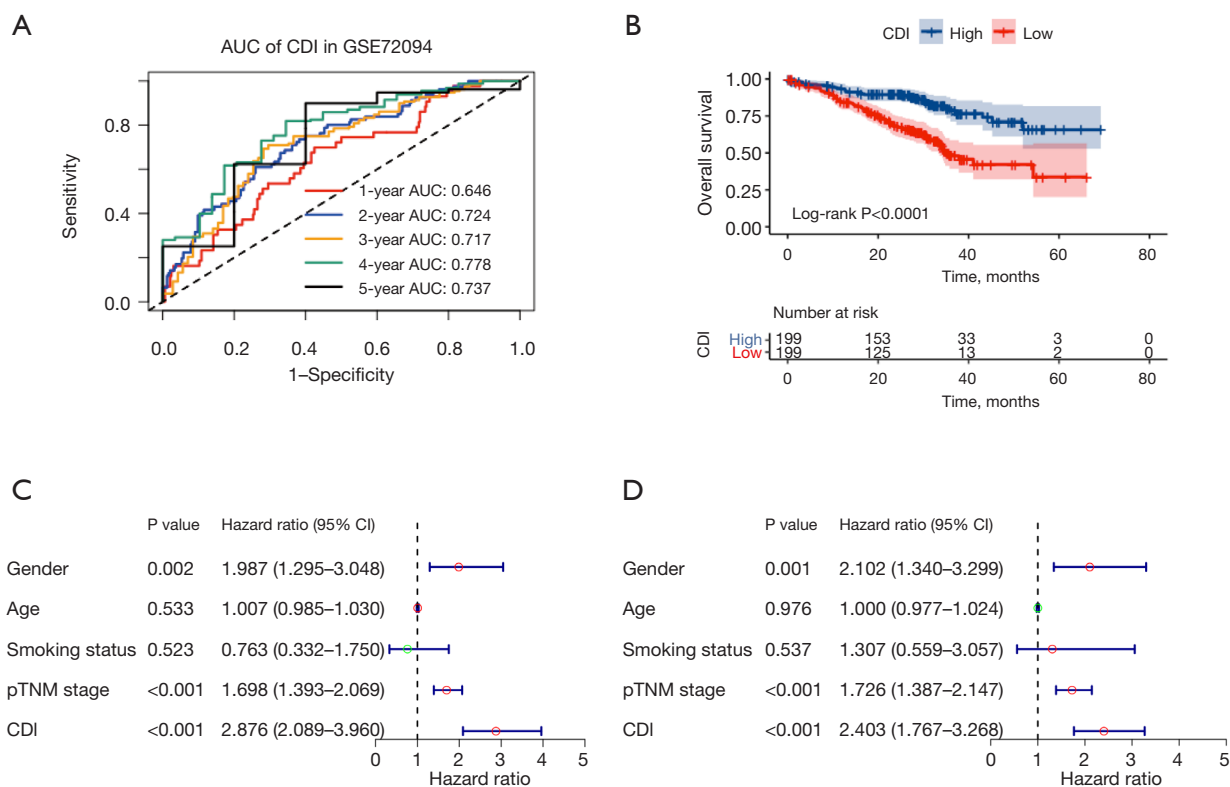 A
AUC of CDI in GSE72094
Sensitivity
0.8
0.4
0.0
1-year AUC: 0.646
2-year AUC: 0.724
3-year AUC: 0.717
4-year AUC: 0.778
5-year AUC: 0.737
0.0 0.2 0.4 0.6 0.8 1.0
1–Specificity
B
CDI High Low
Overall survival
1.00
0.75
0.50
0.25
0.00
Log-rank P<0.0001
0 20 40 60 80
Time, months
Number at risk
CDI
High 199 153 33 3 0
Low 199 125 13 2 0
0 20 40 60 80
Time, months
C
P value Hazard ratio (95% CI)
Gender 0.002 1.987 (1.295–3.048)
Age 0.533 1.007 (0.985–1.030)
Smoking status 0.523 0.763 (0.332–1.750)
pTNM stage <0.001 1.698 (1.393–2.069)
CDI <0.001 2.876 (2.089–3.960)
0 1 2 3 4 5
Hazard ratio
D
P value Hazard ratio (95% CI)
Gender 0.001 2.102 (1.340–3.299)
Age 0.976 1.000 (0.977–1.024)
Smoking status 0.537 1.307 (0.559–3.057)
pTNM stage <0.001 1.726 (1.387–2.147)
CDI <0.001 2.403 (1.767–3.268)
0 1 2 3 4 5
Hazard ratio